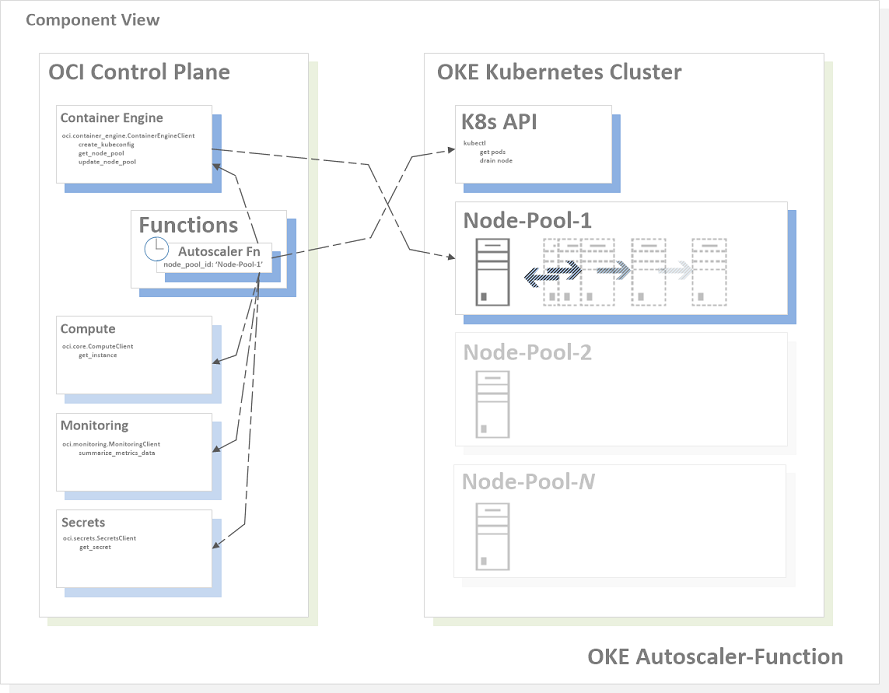 Component View
OCI Control Plane
Container Engine
oci.container_engine.ContainerEngineClient
create_kubeconfig
get_node_pool
update_node_pool
Functions
Autoscaler Fn
node_pool_id: 'Node-Pool-1'
Compute
oci.core.ComputeClient
get_instance
Monitoring
oci.monitoring.MonitoringClient
summarize_metrics_data
Secrets
oci.secrets.SecretsClient
get_secret
OKE Kubernetes Cluster
K8s API
kubectl
get pods
drain node
Node-Pool-1
Node-Pool-2
Node-Pool-N
OKE Autoscaler-Function